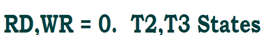 RD,WR = 0.  T2,T3 States